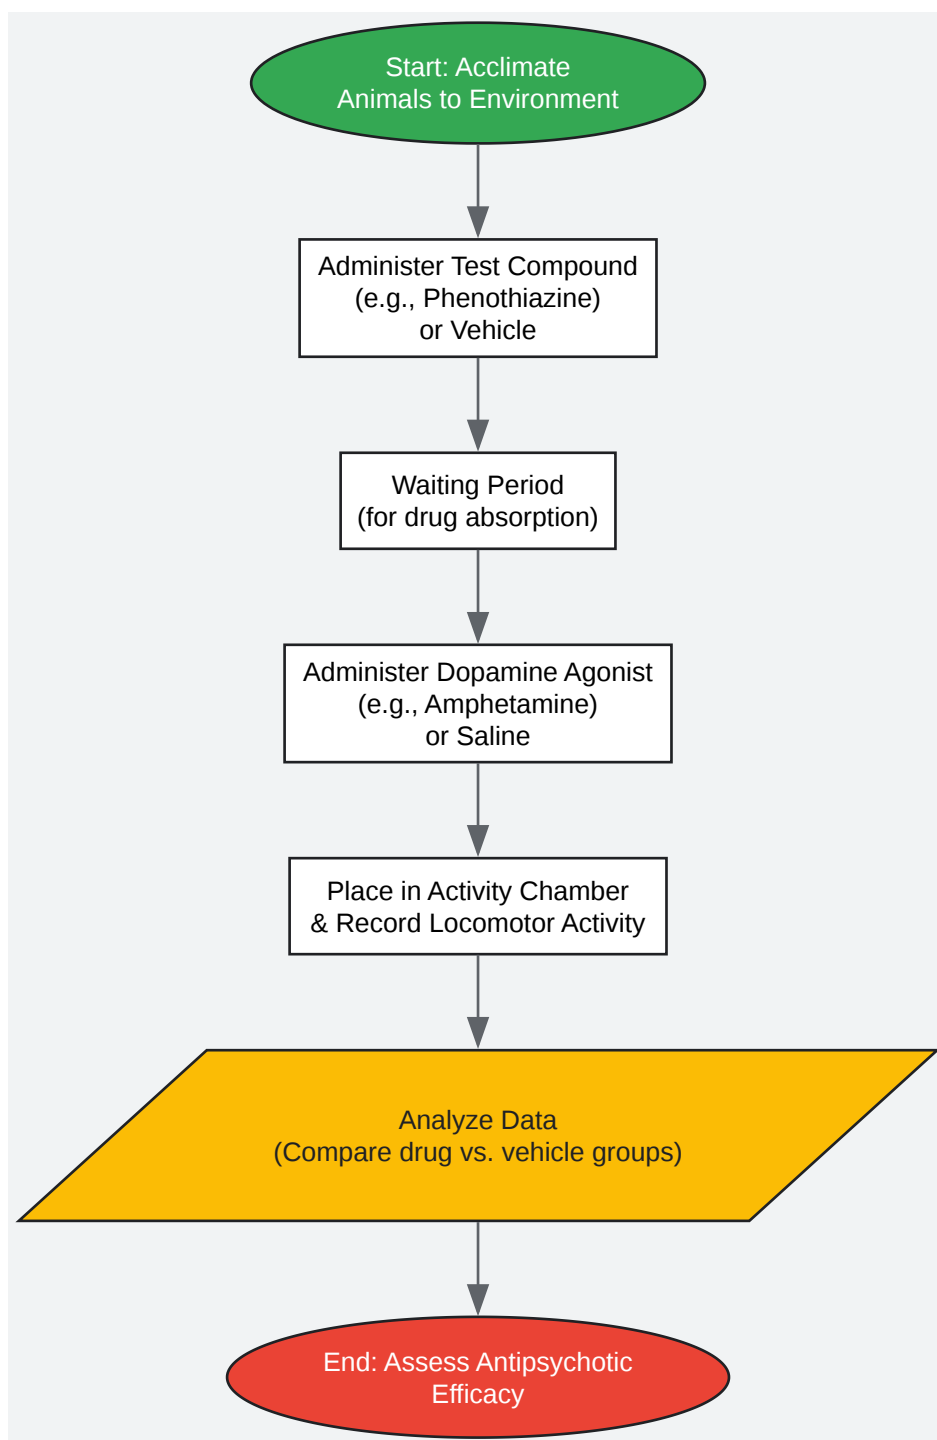 Start: Acclimate
Animals to Environment
Administer Test Compound
(e.g., Phenothiazine)
or Vehicle
Waiting Period
(for drug absorption)
Administer Dopamine Agonist
(e.g., Amphetamine)
or Saline
Place in Activity Chamber
& Record Locomotor Activity
Analyze Data
(Compare drug vs. vehicle groups)
End: Assess Antipsychotic
Efficacy